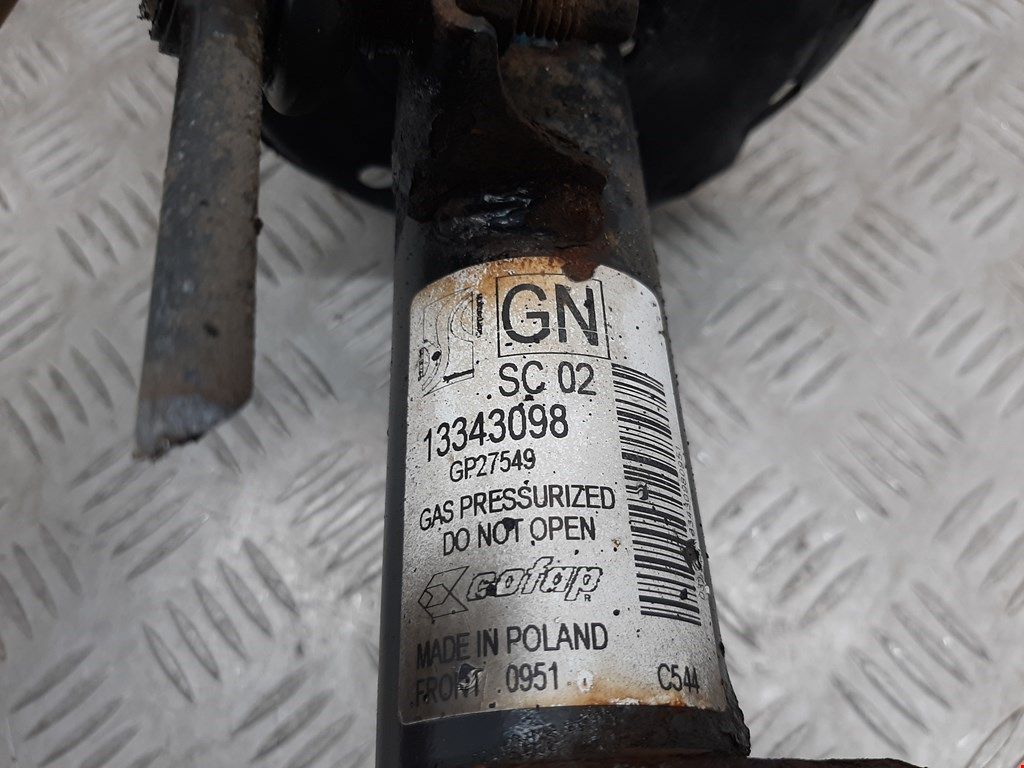 GN
SC 02
13343098
GP27549
GAS PRESSURIZED
DO NOT OPEN
cofap
R
MADE IN POLAND
FRONT 0951
C544